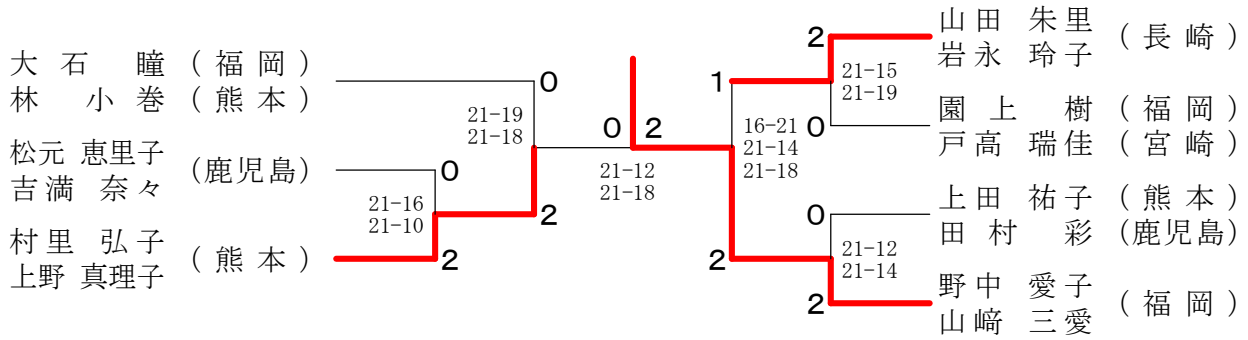 大石 瞳 (福岡)
林 小巻 (熊本)
松元 恵里子
吉満 奈々
(鹿児島)
村里 弘子
上野 真理子
(熊本)
0
21-19
21-18
0
21-16
21-10
2
2
0 2
21-12
21-18
1
16-21
21-14
21-18
2
2
21-15
21-19
0
0
21-12
21-14
2
山田 朱里
岩永 玲子
(長崎)
園上 樹 (福岡)
戸高 瑞佳 (宮崎)
上田 祐子 (熊本)
田村 彩 (鹿児島)
野中 愛子
山﨑 三愛
(福岡)